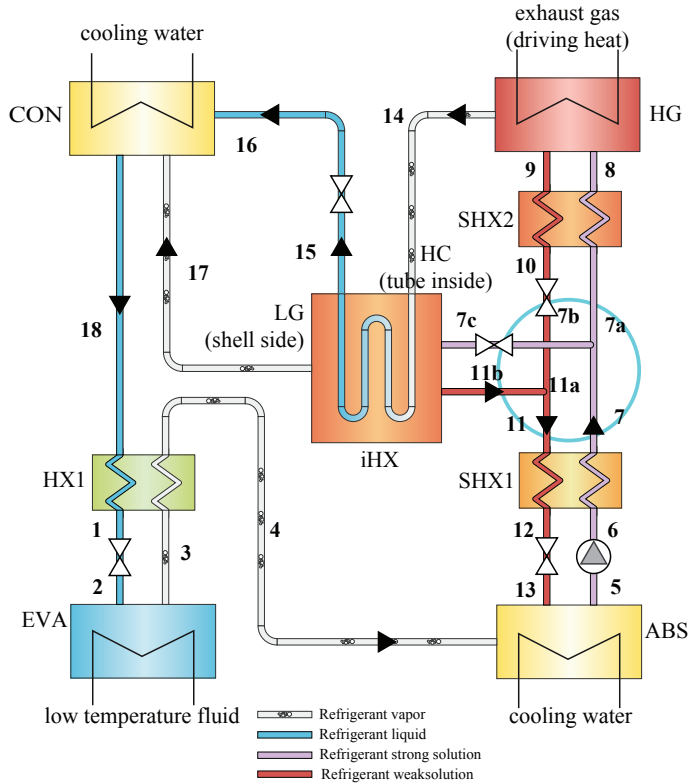 cooling water
exhaust gas
(driving heat)
CON
16
14
HG
9
8
SHX2
10
HC
(tube inside)
15
17
LG
(shell side)
7c
7b
7a
18
11b
11a
11
7
iHX
HX1
SHX1
1
3
4
12
6
2
13
5
EVA
ABS
low temperature fluid
cooling water
Refrigerant vapor
Refrigerant liquid
Refrigerant strong solution
Refrigerant weaksolution